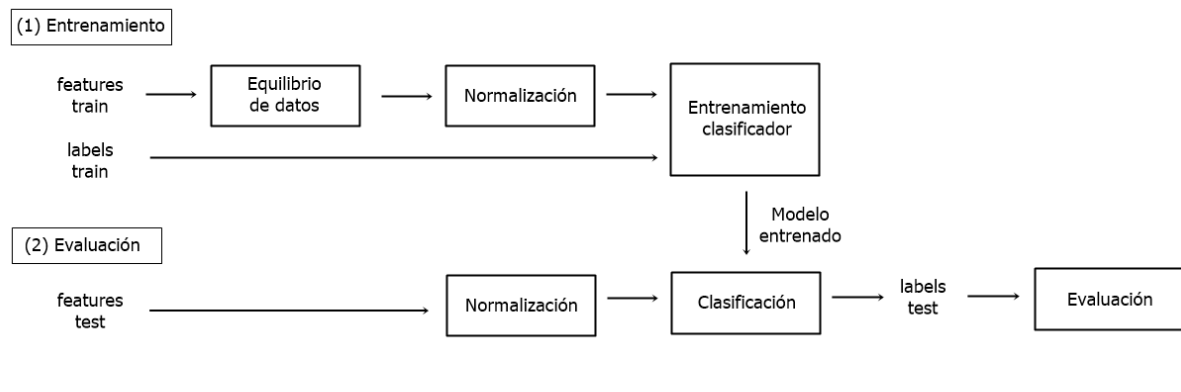 (1) Entrenamiento
features
train
Equilibrio
de datos
Normalización
Entrenamiento
clasificador
labels
train
Modelo
entrenado
(2) Evaluación
features
test
Normalización
Clasificación
labels
test
Evaluación